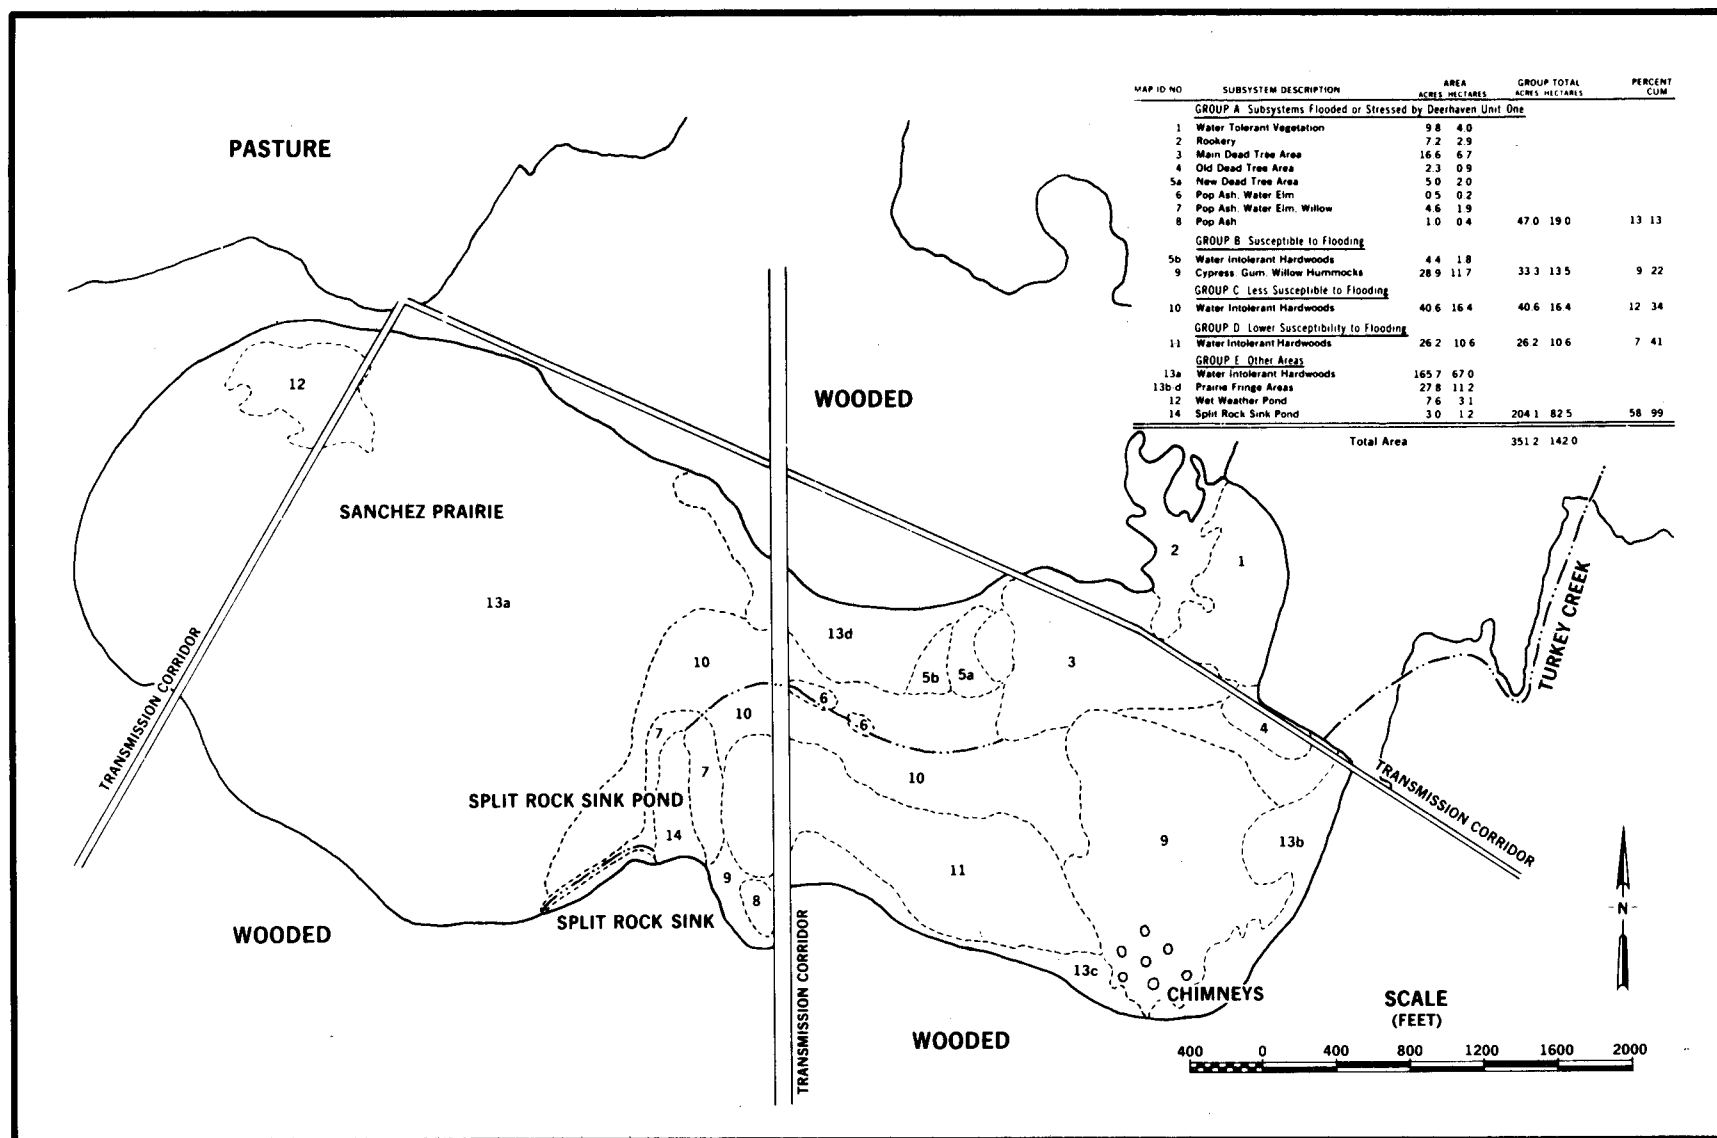 MAP ID NO SUBSYSTEM DESCRIPTION AREA ACRES HECTARES GROUP TOTAL ACRES HECTARES PERCENT CUM
GROUP A Subsystems Flooded or Stressed by Deerhaven Unit One
1 Water Tolerant Vegetation 9.8 4.0
2 Rookery 7.2 2.9
3 Main Dead Tree Area 16.6 6.7
4 Old Dead Tree Area 2.3 0.9
5a New Dead Tree Area 5.0 2.0
6 Pop Ash. Water Elm 0.5 0.2
7 Pop Ash. Water Elm. Willow 4.6 1.9
8 Pop Ash 1.0 0.4 47.0 19.0 13 13
GROUP B Susceptible to Flooding
5b Water Intolerant Hardwoods 4.4 1.8
9 Cypress. Gum. Willow Hummocks 28.9 11.7 33.3 13.5 9 22
GROUP C Less Susceptible to Flooding
10 Water Intolerant Hardwoods 40.6 16.4 40.6 16.4 12 34
GROUP D Lower Susceptibility to Flooding
11 Water Intolerant Hardwoods 26.2 10.6 26.2 10.6 7 41
GROUP E Other Areas
13a Water Intolerant Hardwoods 165.7 67.0
13b-d Prairie Fringe Areas 27.8 11.2
12 Wet Weather Pond 7.6 3.1
14 Split Rock Sink Pond 3.0 1.2 204.1 82.5 58 99
Total Area 351.2 142.0
PASTURE
12
WOODED
SANCHEZ PRAIRIE
2
1
13a
13d
10
5b
5a
3
TURKEY CREEK
TRANSMISSION CORRIDOR
6
10
6
7
4
7
10
SPLIT ROCK SINK POND
TRANSMISSION CORRIDOR
14
9
13b
11
9
8
SPLIT ROCK SINK
WOODED
TRANSMISSION CORRIDOR
13c
CHIMNEYS
WOODED
N
SCALE
(FEET)
400 0 400 800 1200 1600 2000